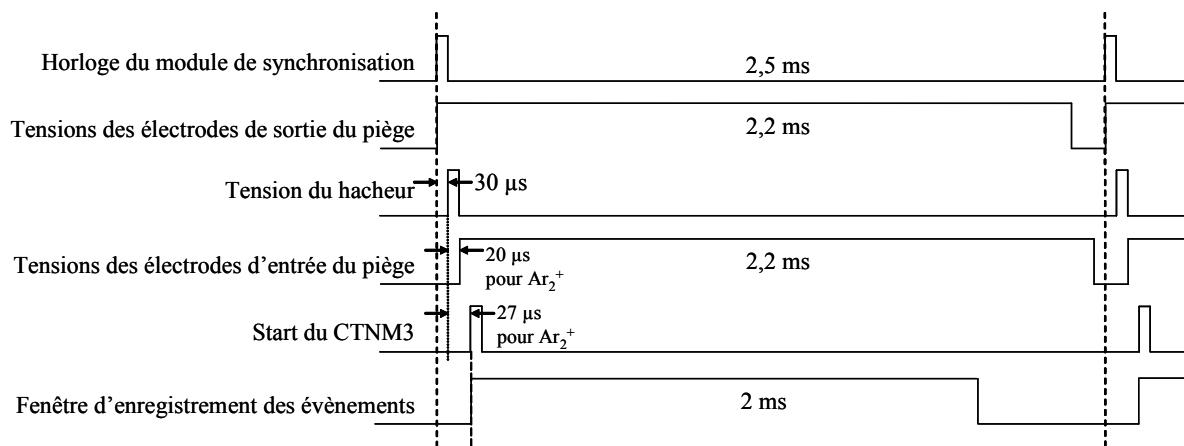 Horloge du module de synchronisation
2,5 ms
Tensions des électrodes de sortie du piège
2,2 ms
Tension du hacheur
30 µs
Tensions des électrodes d'entrée du piège
20 µs
pour Ar₂⁺
2,2 ms
Start du CTNM3
27 µs
pour Ar₂⁺
Fenêtre d'enregistrement des évènements
2 ms